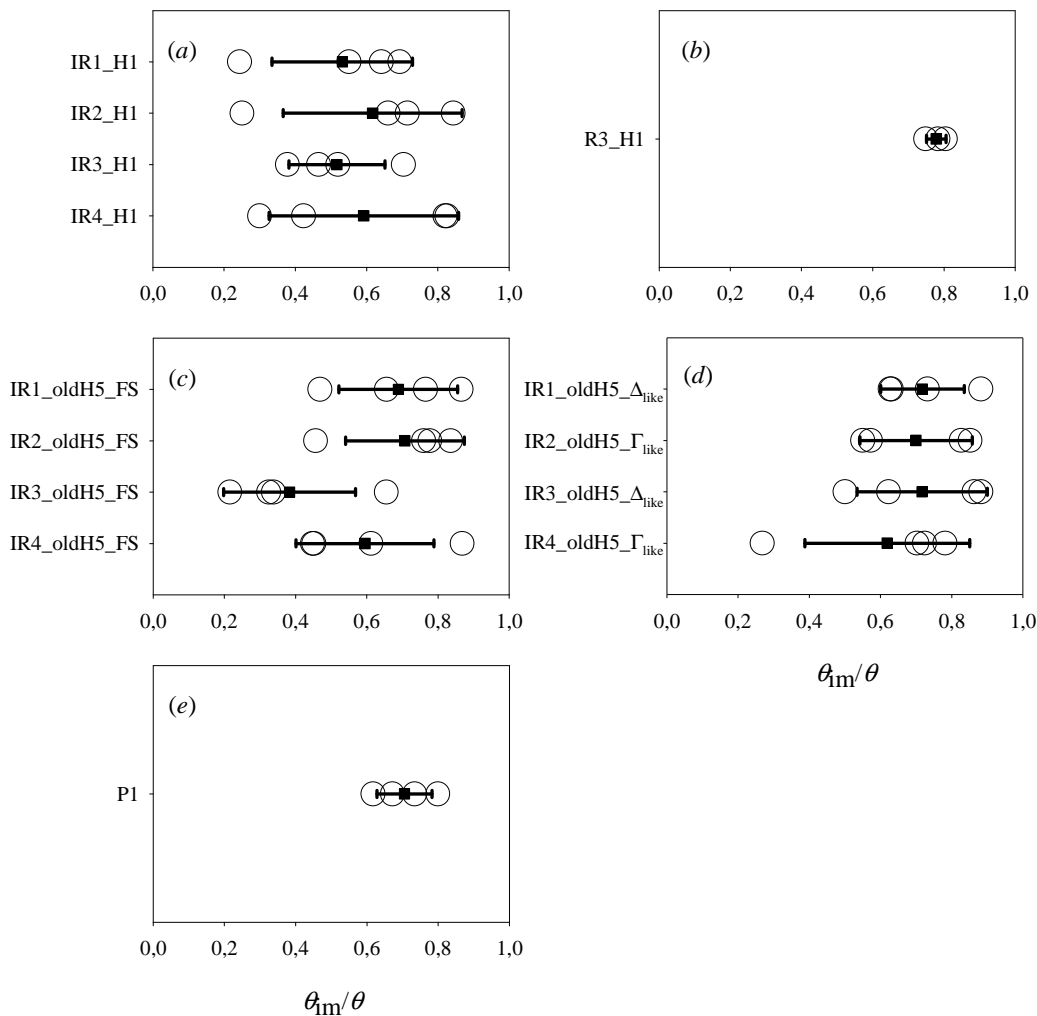 (a)
IR1_H1
IR2_H1
IR3_H1
IR4_H1
0,0 0,2 0,4 0,6 0,8 1,0
(b)
R3_H1
0,0 0,2 0,4 0,6 0,8 1,0
(c)
IR1_oldH5_FS
IR2_oldH5_FS
IR3_oldH5_FS
IR4_oldH5_FS
0,0 0,2 0,4 0,6 0,8 1,0
(d)
IR1_oldH5_Δlike
IR2_oldH5_Γlike
IR3_oldH5_Δlike
IR4_oldH5_Γlike
0,0 0,2 0,4 0,6 0,8 1,0
θim/θ
(e)
P1
0,0 0,2 0,4 0,6 0,8 1,0
θim/θ